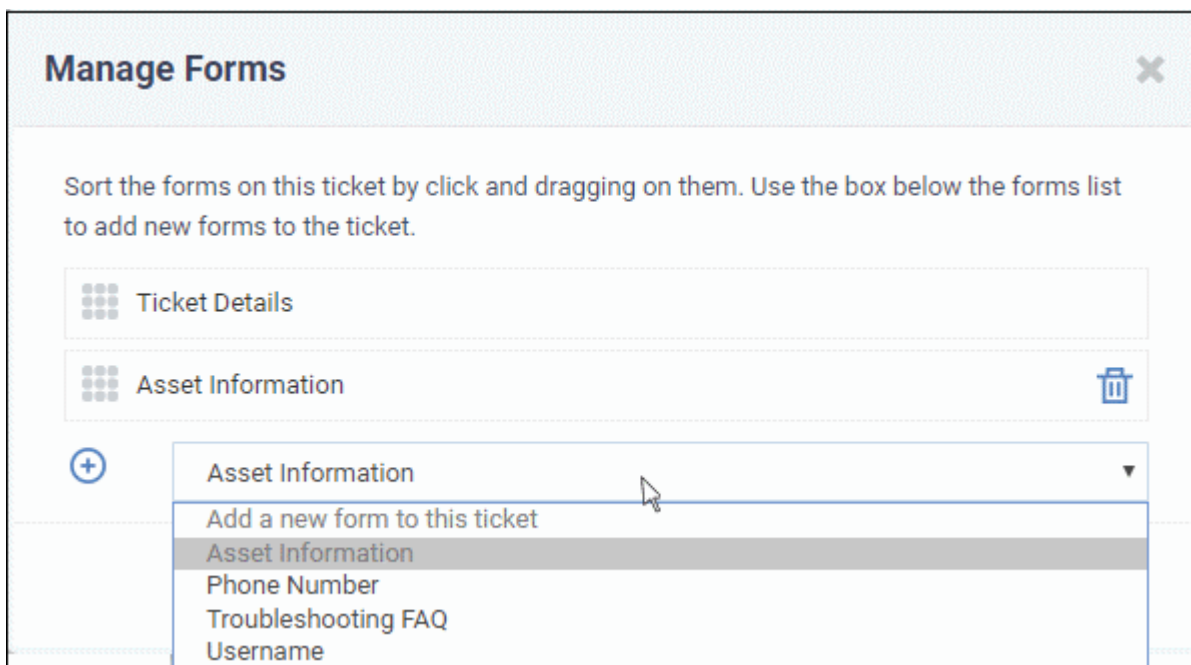 Manage Forms
Sort the forms on this ticket by click and dragging on them. Use the box below the forms list
to add new forms to the ticket.
Ticket Details
Asset Information
Asset Information
Add a new form to this ticket
Asset Information
Phone Number
Troubleshooting FAQ
Username